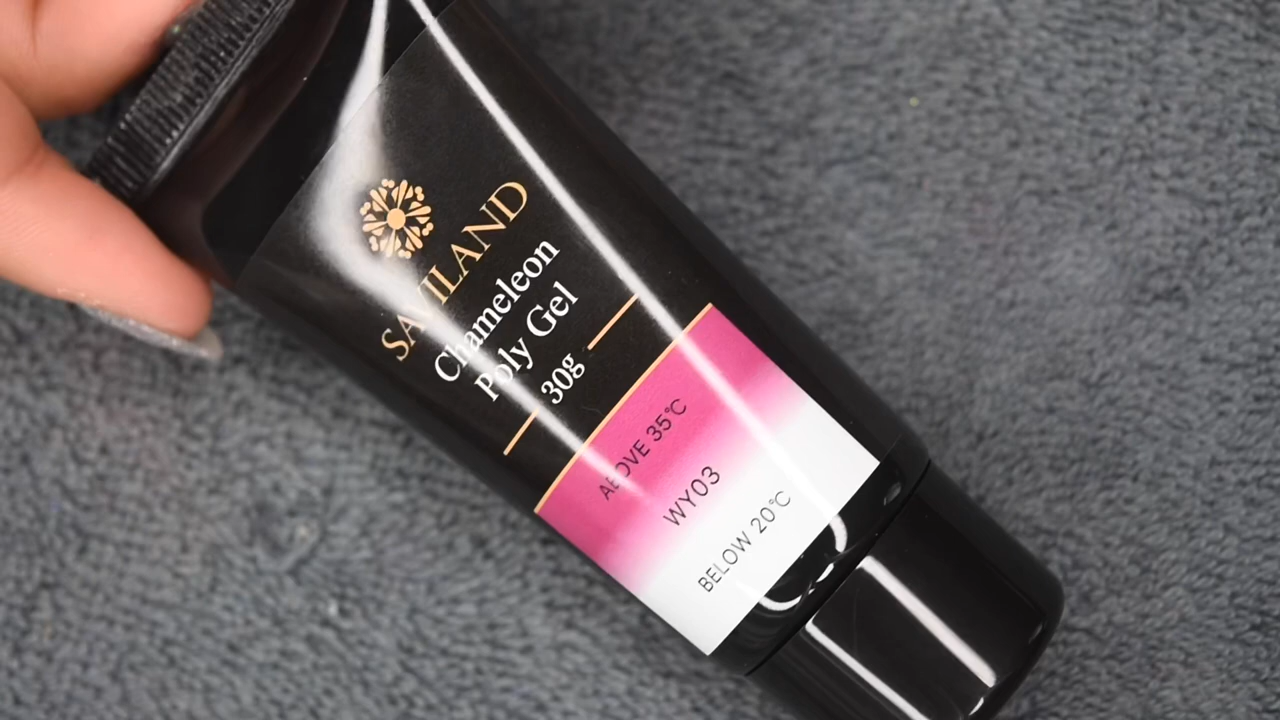 SAVILAND
Chameleon
Poly Gel
30g
ABOVE 35℃
WY03
BELOW 20℃